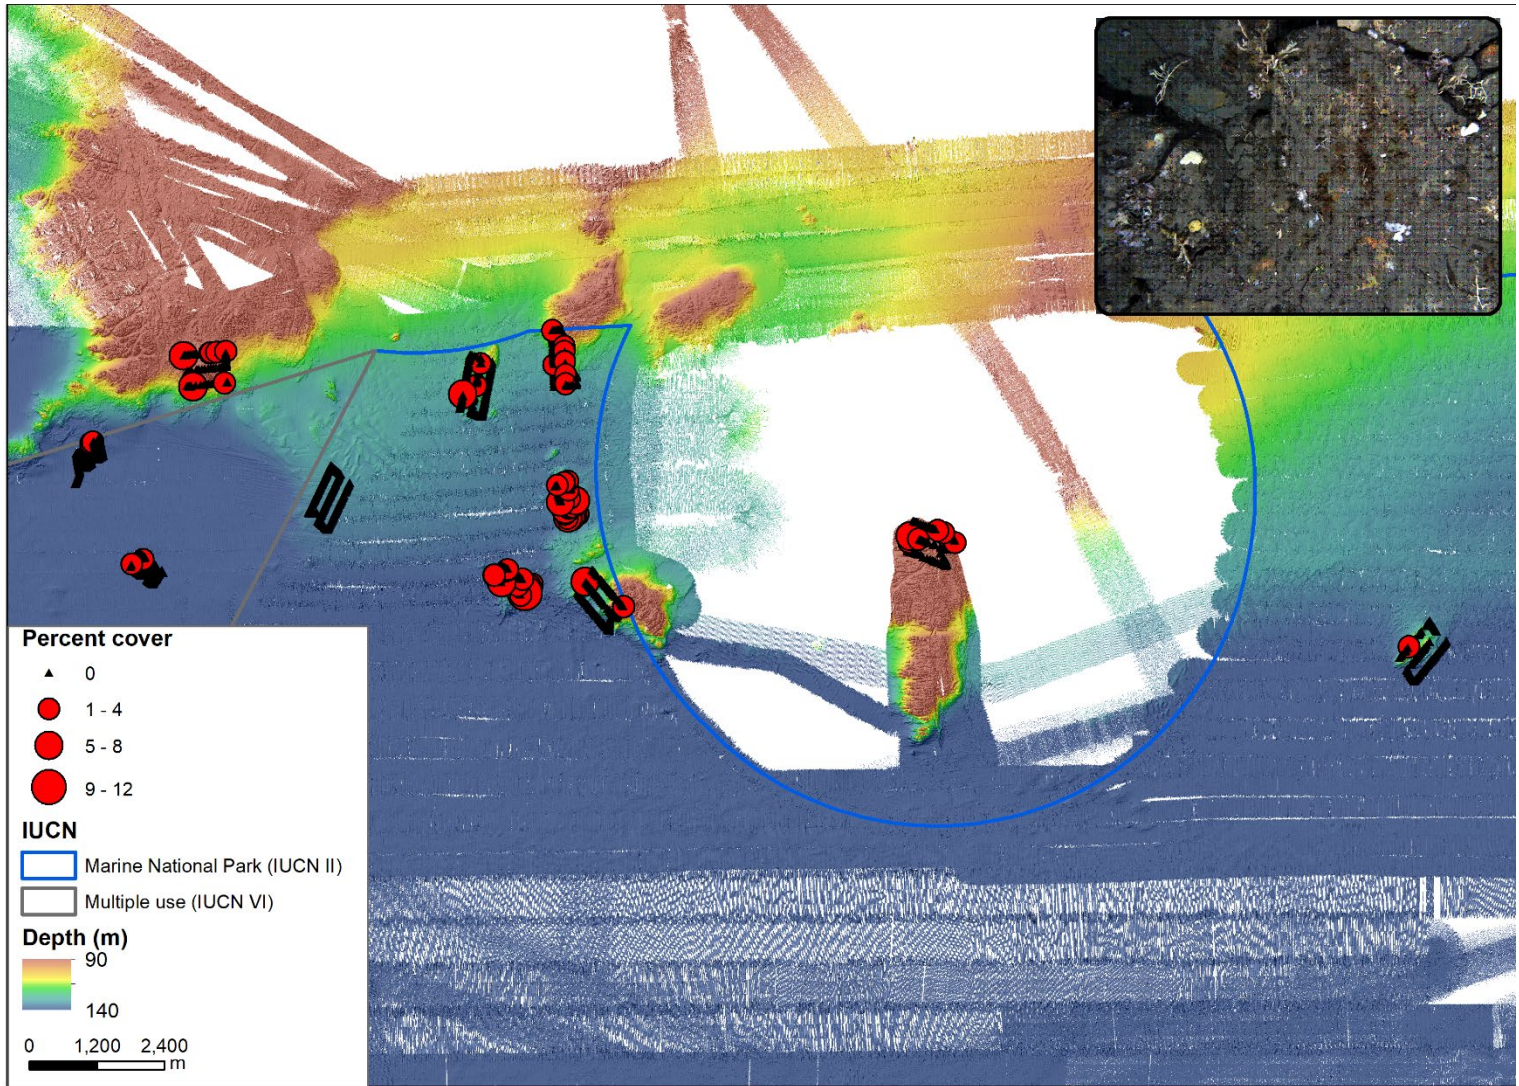 Percent cover
0
1 - 4
5 - 8
9 - 12
IUCN
Marine National Park (IUCN II)
Multiple use (IUCN VI)
Depth (m)
90
140
0 1,200 2,400
m